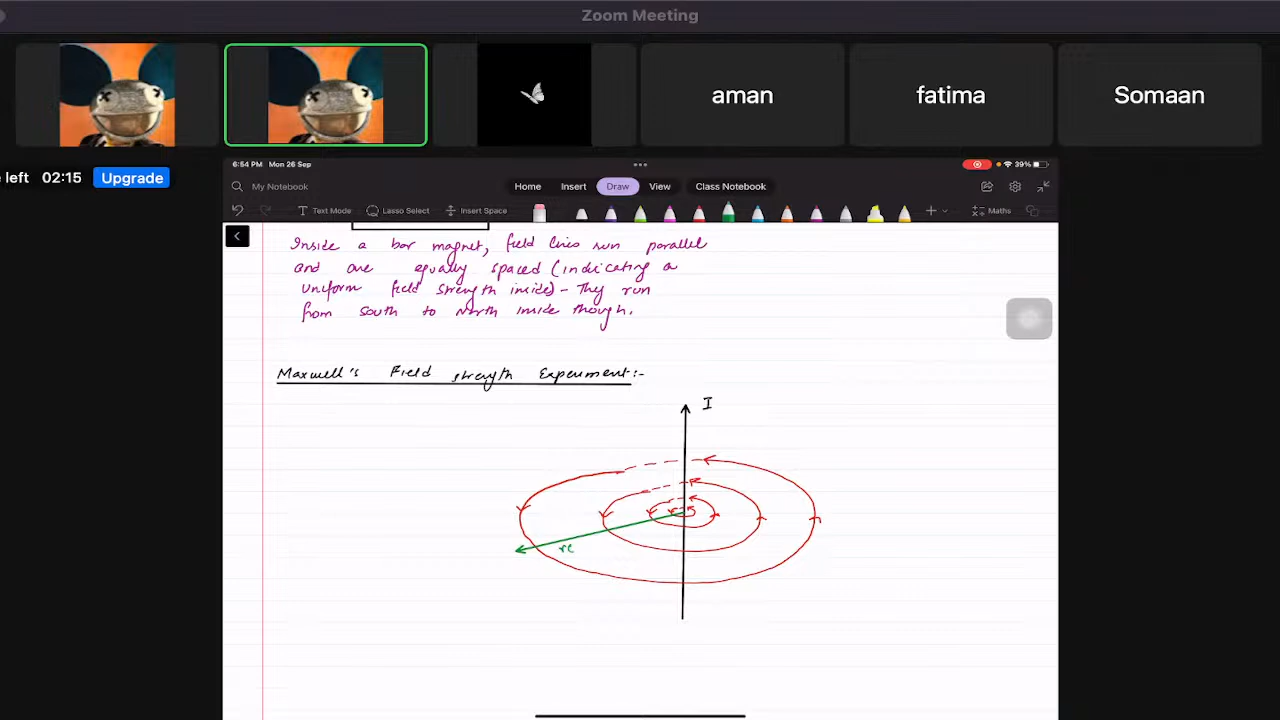 Zoom Meeting
aman
fatima
Somaan
left 02:15 Upgrade
6:54 PM Mon 26 Sep
39%
My Notebook
Home Insert Draw View Class Notebook
Text Mode Lasso Select Insert Space Maths
Inside a bar magnet, field lines run parallel
and are equally spaced (indicating a
uniform field strength inside) - They run
from south to North inside though.
Maxwell's Field strength Experiment:-
I